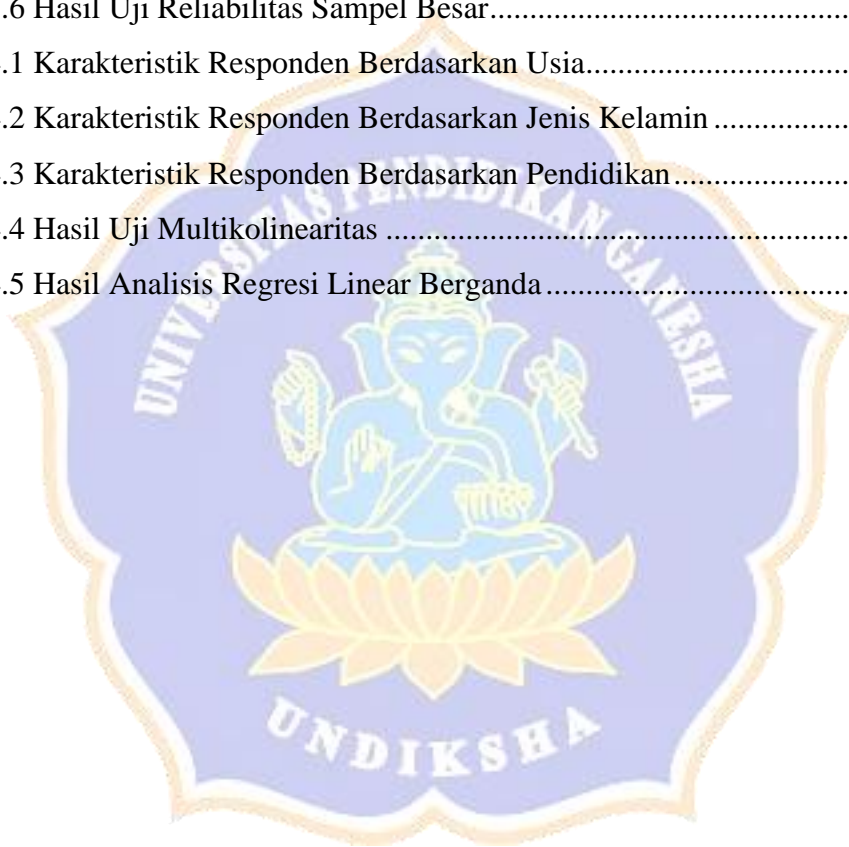 .6 Hasil Uji Reliabilitas Sampel Besar
.1 Karakteristik Responden Berdasarkan Usia
.2 Karakteristik Responden Berdasarkan Jenis Kelamin
.3 Karakteristik Responden Berdasarkan Pendidikan
.4 Hasil Uji Multikolinearitas
.5 Hasil Analisis Regresi Linear Berganda
UNIVERSITAS PENDIDIKAN GANESHA
UNDIKSHA